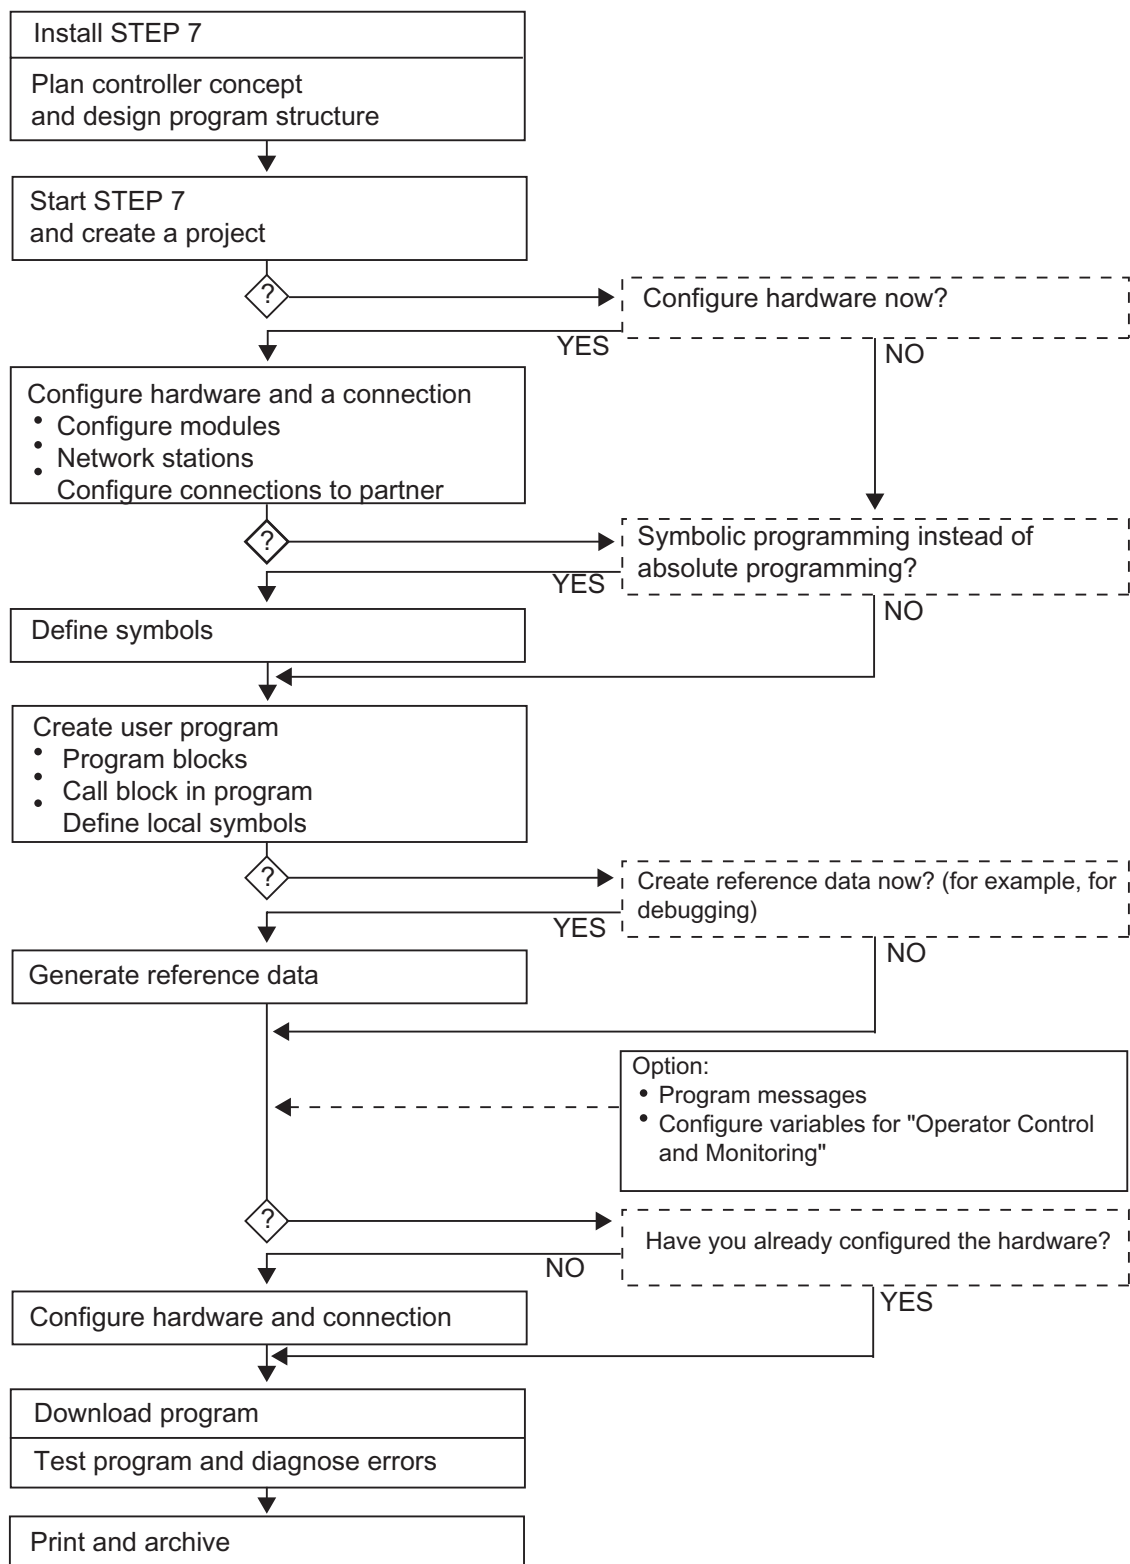 Install STEP 7
Plan controller concept
and design program structure
Start STEP 7
and create a project
?
Configure hardware now?
YES
NO
Configure hardware and a connection
• Configure modules
• Network stations
• Configure connections to partner
?
Symbolic programming instead of
absolute programming?
YES
NO
Define symbols
Create user program
• Program blocks
• Call block in program
• Define local symbols
?
Create reference data now? (for example, for
debugging)
YES
NO
Generate reference data
Option:
• Program messages
• Configure variables for "Operator Control
and Monitoring"
?
Have you already configured the hardware?
NO
YES
Configure hardware and connection
Download program
Test program and diagnose errors
Print and archive